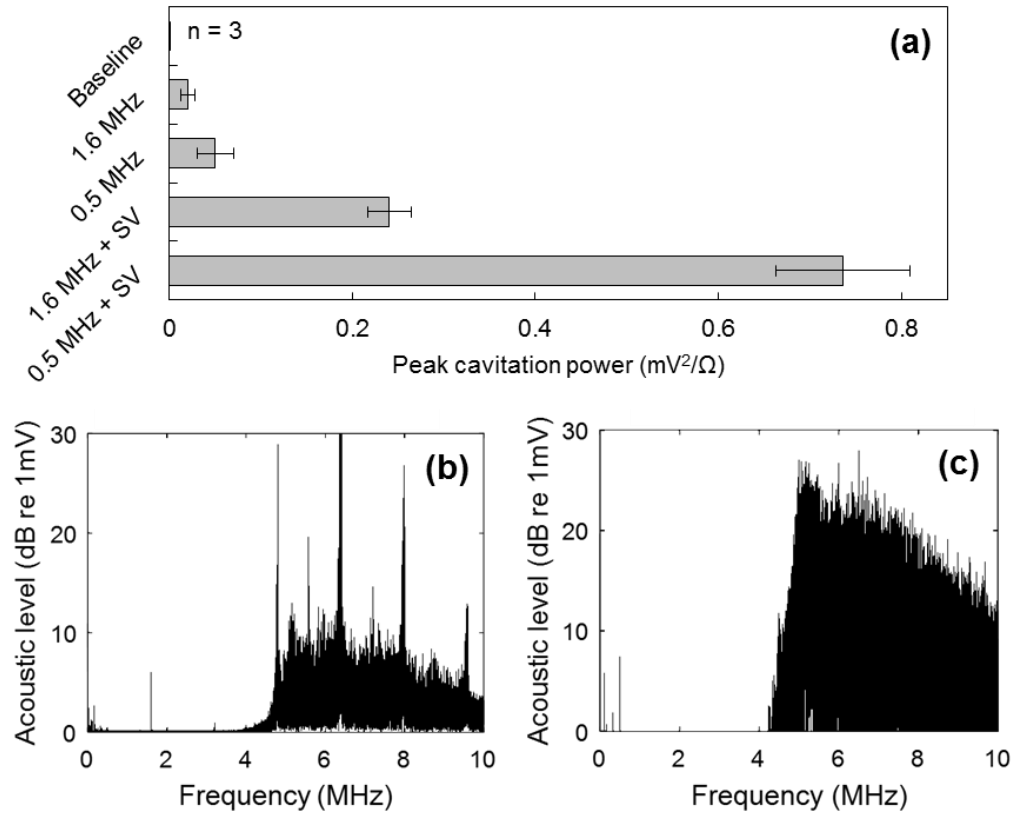 Baseline
n = 3
(a)
1.6 MHz
0.5 MHz
1.6 MHz + SV
0.5 MHz + SV
0 0.2 0.4 0.6 0.8
Peak cavitation power (mV²/Ω)
Acoustic level (dB re 1mV)
30
20
10
0
(b)
0 2 4 6 8 10
Frequency (MHz)
Acoustic level (dB re 1mV)
30
20
10
0
(c)
0 2 4 6 8 10
Frequency (MHz)